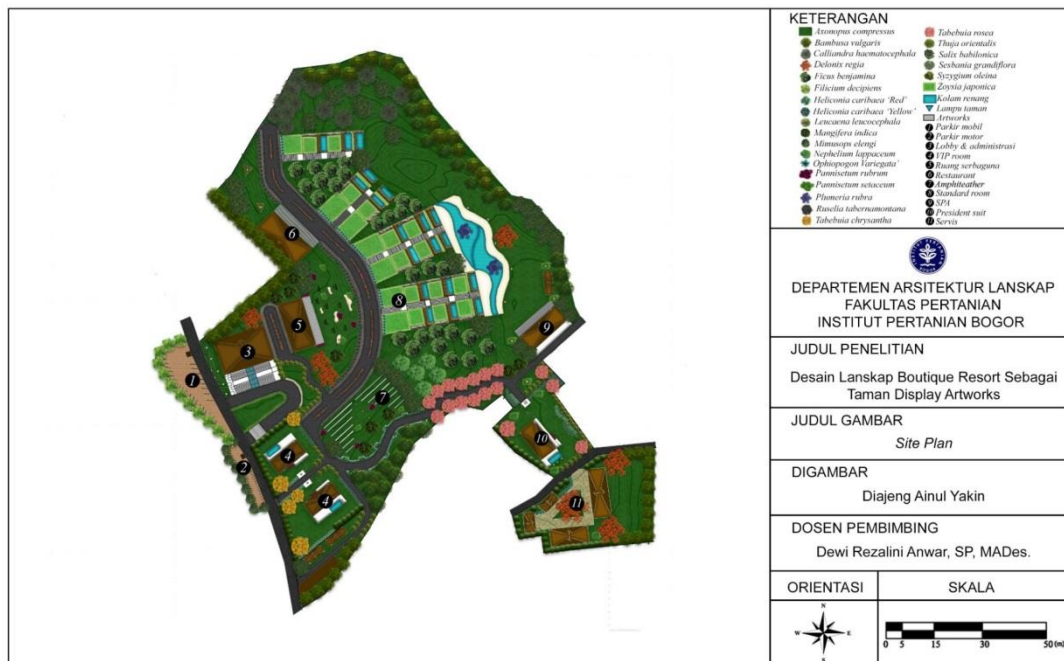 KETERANGAN
Axonopus compressus
Bambusa vulgaris
Calliandra haematocephala
Delonix regia
Ficus benjamina
Filicium decipiens
Heliconia caribaea 'Red'
Heliconia caribaea 'Yellow'
Leucaena leucocephala
Mangifera indica
Mimusops elengi
Nephelium lappaceum
Ophiopogon Variegata'
Pannisetum rubrum
Pannisetum setaceum
Plumeria rubra
Ruselia tabernamontana
Tabebuia chrysantha
Tabebuia rosea
Thuja orientalis
Salix babilonica
Sesbania grandiflora
Syzygium oleina
Zoysia japonica
Kolam renang
Lampu taman
Artworks
1 Parkir mobil
2 Parkir motor
3 Lobby & administrasi
4 VIP room
5 Ruang serbaguna
6 Restaurant
7 Amphiteather
8 Standard room
9 SPA
10 President suit
11 Servis
DEPARTEMEN ARSITEKTUR LANSKAP
FAKULTAS PERTANIAN
INSTITUT PERTANIAN BOGOR
JUDUL PENELITIAN
Desain Lanskap Boutique Resort Sebagai
Taman Display Artworks
JUDUL GAMBAR
Site Plan
DIGAMBAR
Diajeng Ainul Yakin
DOSEN PEMBIMBING
Dewi Rezalini Anwar, SP, MADes.
ORIENTASI
SKALA
N
W
E
S
0 5 15 30 50 (m)
6
8
5
3
9
1
7
10
4
2
4
11